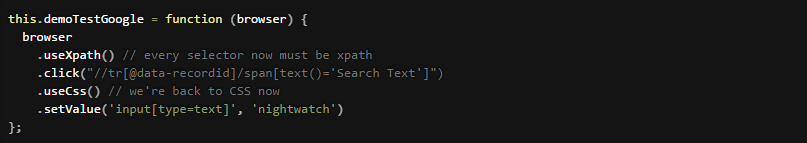 this.demoTestGoogle = function (browser) {
  browser
    .useXpath() // every selector now must be xpath
    .click("//tr[@data-recordid]/span[text()='Search Text']")
    .useCss() // we're back to CSS now
    .setValue('input[type=text]', 'nightwatch')
};